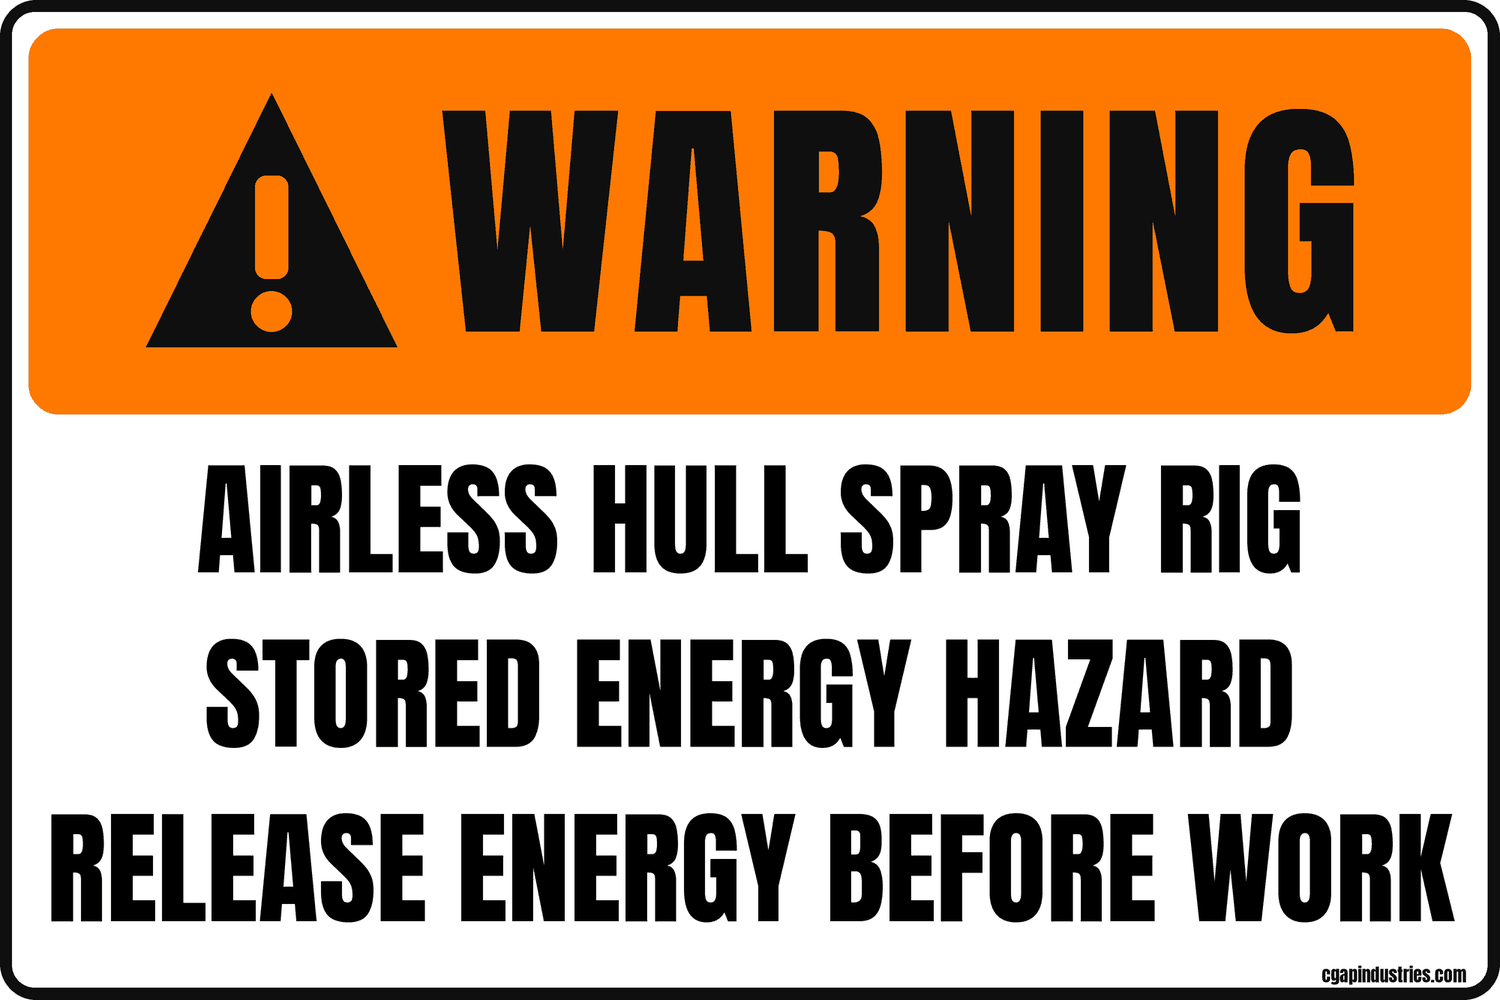 WARNING
AIRLESS HULL SPRAY RIG
STORED ENERGY HAZARD
RELEASE ENERGY BEFORE WORK
cgapindustries.com